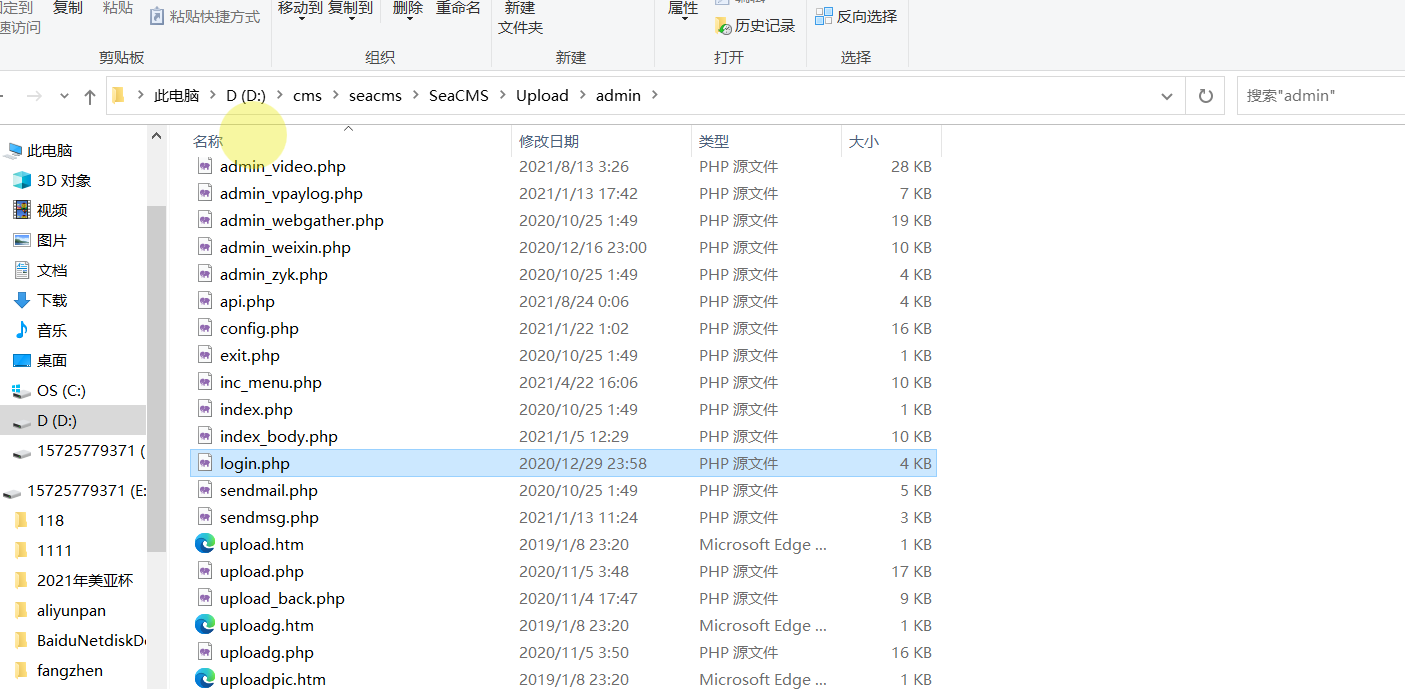 复制
粘贴
粘贴快捷方式
移动到 复制到
删除
重命名
新建
文件夹
属性
历史记录
反向选择
速访问
剪贴板
组织
新建
打开
选择
此电脑 D (D:) cms seacms SeaCMS Upload admin
搜索"admin"
名称 修改日期 类型 大小
此电脑
3D 对象
视频
图片
文档
下载
音乐
桌面
OS (C:)
D (D:)
15725779371 (
15725779371 (E:
118
1111
2021年美亚杯
aliyunpan
BaiduNetdiskDo
fangzhen
admin_video.php 2021/8/13 3:26 PHP 源文件 28 KB
admin_vpaylog.php 2021/1/13 17:42 PHP 源文件 7 KB
admin_webgather.php 2020/10/25 1:49 PHP 源文件 19 KB
admin_weixin.php 2020/12/16 23:00 PHP 源文件 10 KB
admin_zyk.php 2020/10/25 1:49 PHP 源文件 4 KB
api.php 2021/8/24 0:06 PHP 源文件 4 KB
config.php 2021/1/22 1:02 PHP 源文件 16 KB
exit.php 2020/10/25 1:49 PHP 源文件 1 KB
inc_menu.php 2021/4/22 16:06 PHP 源文件 10 KB
index.php 2020/10/25 1:49 PHP 源文件 1 KB
index_body.php 2021/1/5 12:29 PHP 源文件 10 KB
login.php 2020/12/29 23:58 PHP 源文件 4 KB
sendmail.php 2020/10/25 1:49 PHP 源文件 5 KB
sendmsg.php 2021/1/13 11:24 PHP 源文件 3 KB
upload.htm 2019/1/8 23:20 Microsoft Edge ... 1 KB
upload.php 2020/11/5 3:48 PHP 源文件 17 KB
upload_back.php 2020/11/4 17:47 PHP 源文件 9 KB
uploadg.htm 2019/1/8 23:20 Microsoft Edge ... 1 KB
uploadg.php 2020/11/5 3:50 PHP 源文件 16 KB
uploadpic.htm 2019/1/8 23:20 Microsoft Edge ... 1 KB